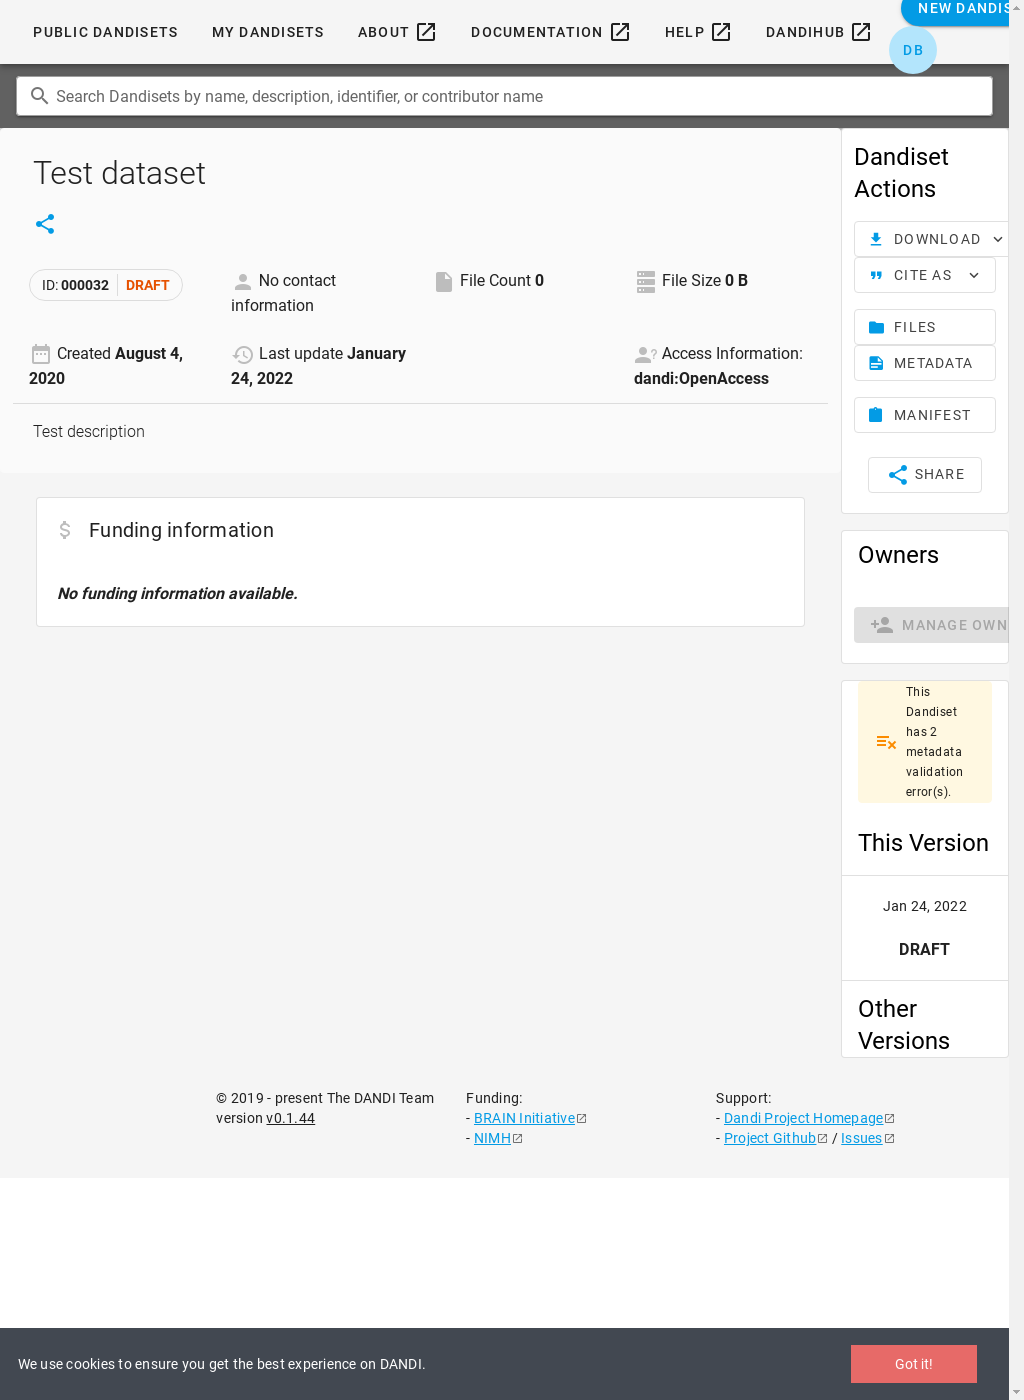 PUBLIC DANDISETS
MY DANDISETS
ABOUT
DOCUMENTATION
HELP
DANDIHUB
NEW DANDIS
DB
Search Dandisets by name, description, identifier, or contributor name
Test dataset
ID: 000032 DRAFT
No contact
information
File Count 0
File Size 0 B
Created August 4,
2020
Last update January
24, 2022
Access Information:
dandi:OpenAccess
Test description
Funding information
No funding information available.
Dandiset
Actions
DOWNLOAD
CITE AS
FILES
METADATA
MANIFEST
SHARE
Owners
MANAGE OWN
This
Dandiset
has 2
metadata
validation
error(s).
This Version
Jan 24, 2022
DRAFT
Other
Versions
© 2019 - present The DANDI Team
version v0.1.44
Funding:
- BRAIN Initiative
- NIMH
Support:
- Dandi Project Homepage
- Project Github / Issues
We use cookies to ensure you get the best experience on DANDI.
Got it!